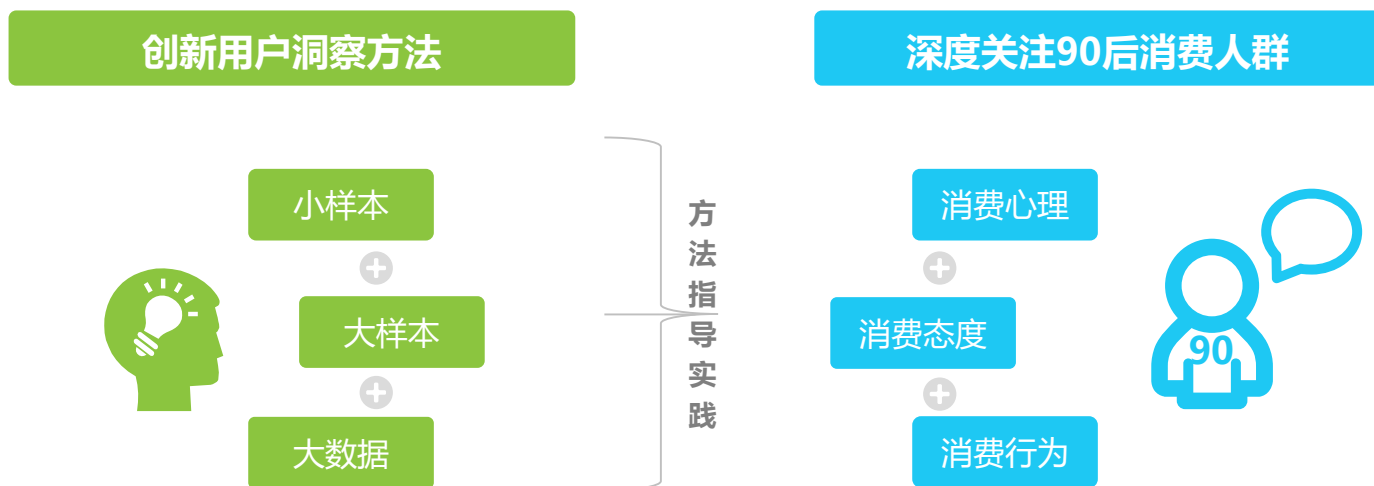 创新用户洞察方法
小样本
大样本
大数据
方法指导实践
深度关注90后消费人群
消费心理
消费态度
消费行为
90